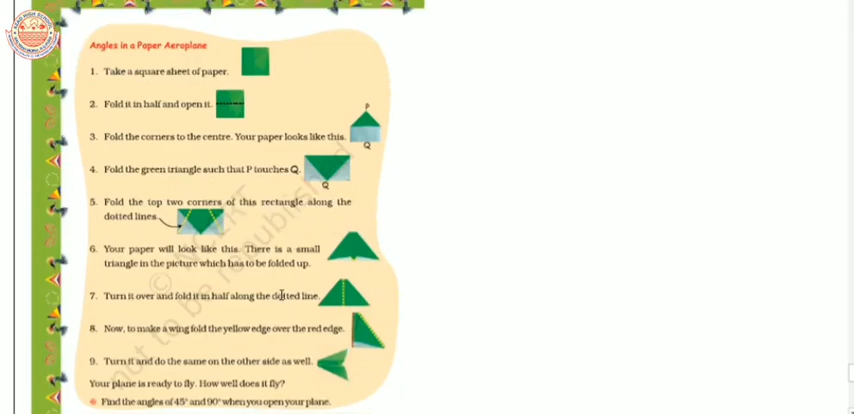 Angles in a Paper Aeroplane
1. Take a square sheet of paper.
2. Fold it in half and open it.
P
3. Fold the corners to the centre. Your paper looks like this.
Q
4. Fold the green triangle such that P touches Q.
Q
5. Fold the top two corners of this rectangle along the
dotted lines.
6. Your paper will look like this. There is a small
triangle in the picture which has to be folded up.
7. Turn it over and fold it in half along the dotted line.
8. Now, to make a wing fold the yellow edge over the red edge.
9. Turn it and do the same on the other side as well.
Your plane is ready to fly. How well does it fly?
Find the angles of 45° and 90° when you open your plane.
not to be republished